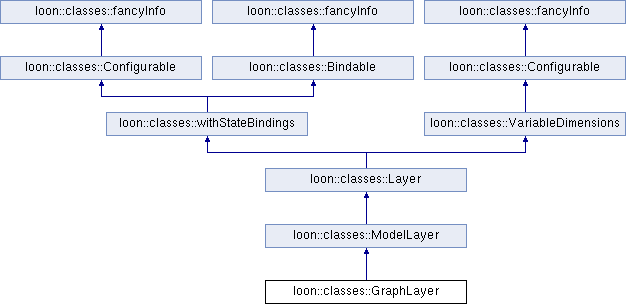 loon::classes::fancyInfo
loon::classes::fancyInfo
loon::classes::fancyInfo
loon::classes::Configurable
loon::classes::Bindable
loon::classes::Configurable
loon::classes::withStateBindings
loon::classes::VariableDimensions
loon::classes::Layer
loon::classes::ModelLayer
loon::classes::GraphLayer